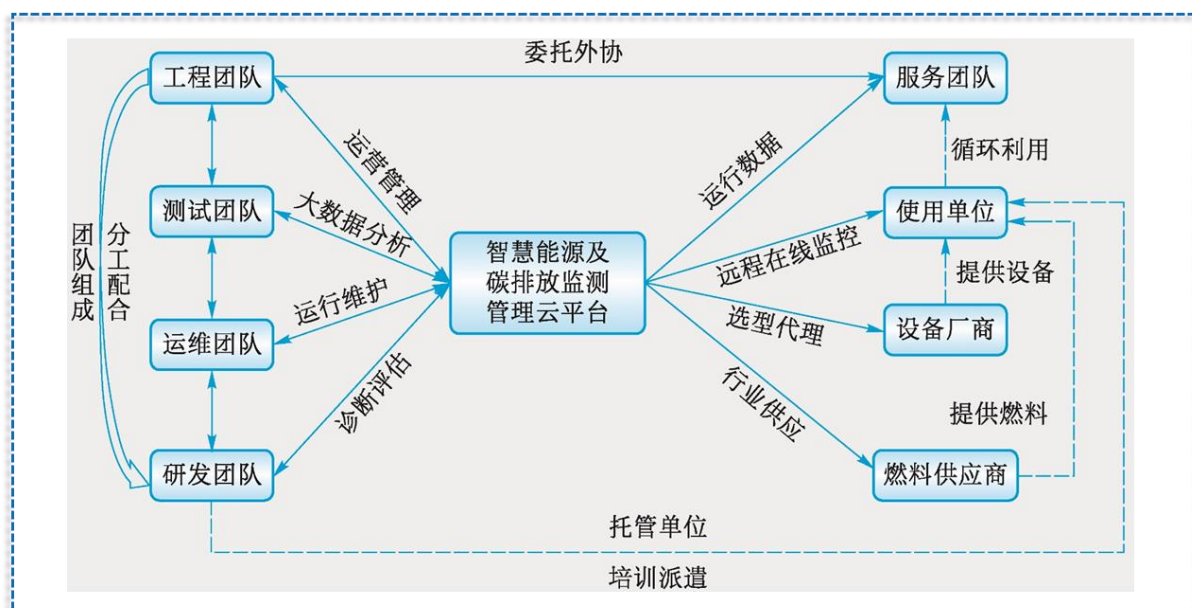 委托外协
工程团队
服务团队
运营管理
运行数据
循环利用
大数据分析
测试团队
使用单位
团队组成
分工配合
智慧能源及
碳排放监测
管理云平台
远程在线监控
提供设备
运行维护
选型代理
运维团队
设备厂商
诊断评估
行业供应
提供燃料
研发团队
燃料供应商
托管单位
培训派遣